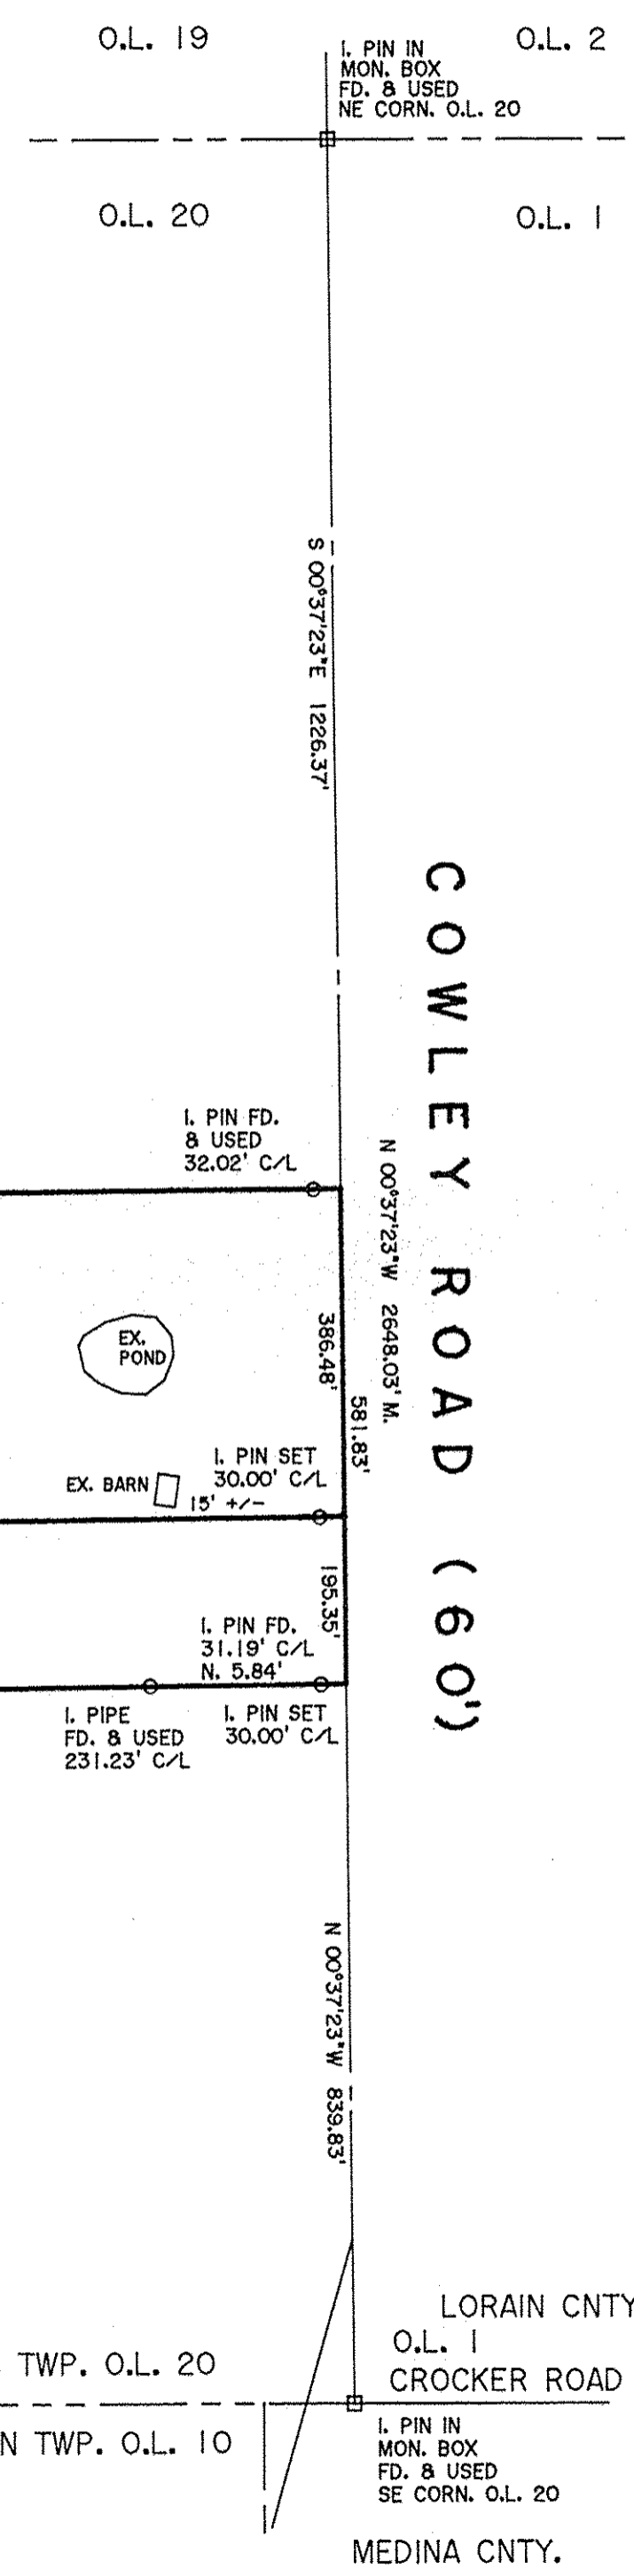 O.L. 19
I. PIN IN
MON. BOX
FD. & USED
NE CORN. O.L. 20
O.L. 2
O.L. 20
O.L. 1
S 00°37'23"E 1226.37'
COWLEY ROAD (60')
I. PIN FD.
& USED
32.02' C/L
N 00°37'23"W 2648.03' M.
EX.
POND
386.48'
581.83'
I. PIN SET
30.00' C/L
EX. BARN
15' +/-
195.35'
I. PIN FD.
31.19' C/L
N. 5.84'
I. PIPE
FD. & USED
231.23' C/L
I. PIN SET
30.00' C/L
N 00°37'23"W 839.83'
LORAIN CNTY
O.L. 1
TWP. O.L. 20
CROCKER ROAD
N TWP. O.L. 10
I. PIN IN
MON. BOX
FD. & USED
SE CORN. O.L. 20
MEDINA CNTY.